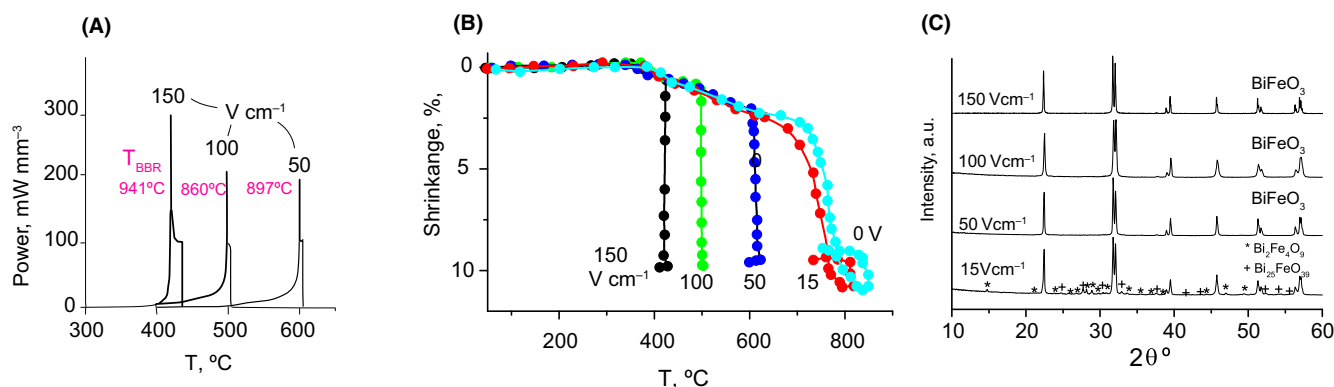 (A)
Power, mW mm⁻³
300
200
100
0
150
V cm⁻¹
100
50
T_BBR
941ºC 860ºC 897ºC
300 400 500 600
T, ºC
(B)
Shrinkange, %,
0
5
10
0
0 V
150
V cm⁻¹
100
50
15
200 400 600 800
T, ºC
(C)
Intensity, a.u.
150 Vcm⁻¹
BiFeO₃
100 Vcm⁻¹
BiFeO₃
50 Vcm⁻¹
BiFeO₃
* Bi₂Fe₄O₉
15Vcm⁻¹
+ Bi₂₅FeO₃₉
10 20 30 40 50 60
2θ º